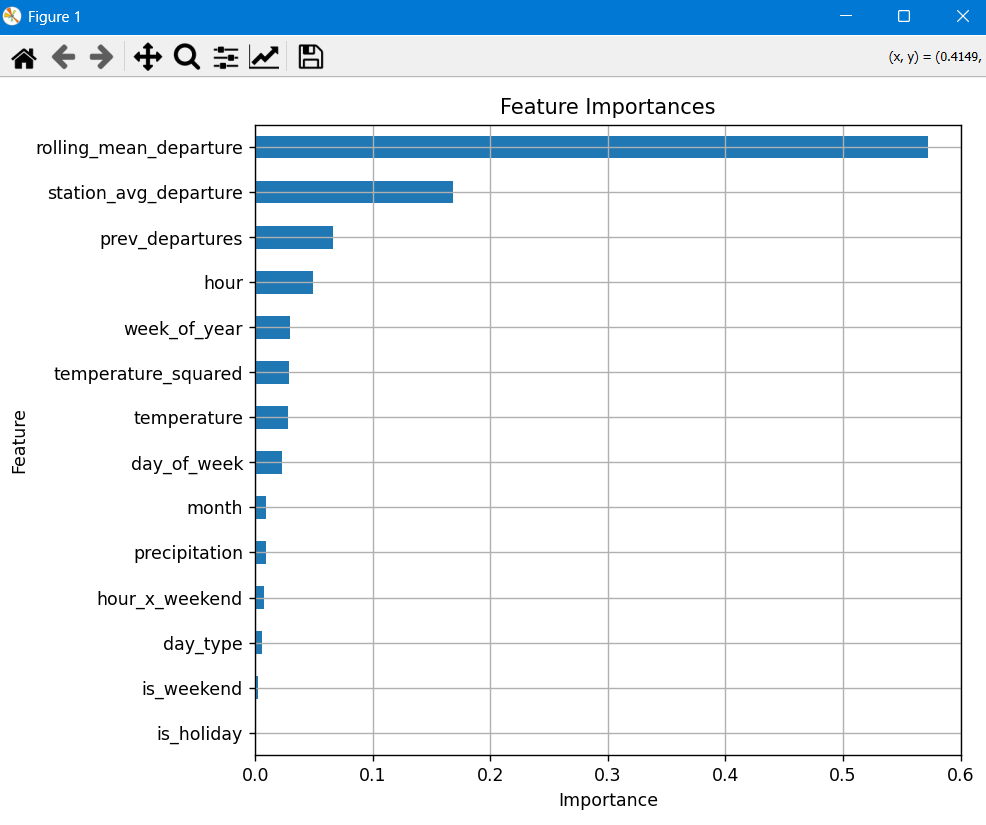 Figure 1
(x, y) = (0.4149,
Feature Importances
rolling_mean_departure
station_avg_departure
prev_departures
hour
week_of_year
temperature_squared
temperature
day_of_week
month
precipitation
hour_x_weekend
day_type
is_weekend
is_holiday
Feature
0.0 0.1 0.2 0.3 0.4 0.5 0.6
Importance